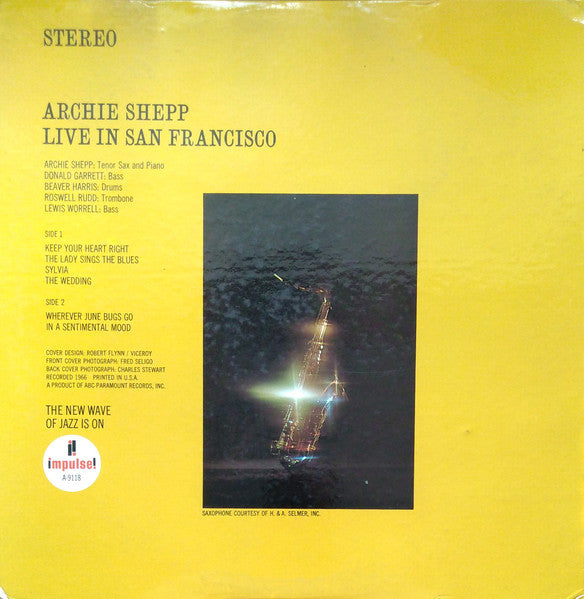 STEREO
ARCHIE SHEPP
LIVE IN SAN FRANCISCO
ARCHIE SHEPP: Tenor Sax and Piano
DONALD GARRETT: Bass
BEAVER HARRIS: Drums
ROSWELL RUDD: Trombone
LEWIS WORRELL: Bass
SIDE 1
KEEP YOUR HEART RIGHT
THE LADY SINGS THE BLUES
SYLVIA
THE WEDDING
SIDE 2
WHEREVER JUNE BUGS GO
IN A SENTIMENTAL MOOD
COVER DESIGN: ROBERT FLYNN / VICEROY
FRONT COVER PHOTOGRAPH: FRED SELIGO
BACK COVER PHOTOGRAPH: CHARLES STEWART
RECORDED 1966 PRINTED IN U.S.A.
A PRODUCT OF ABC-PARAMOUNT RECORDS, INC.
THE NEW WAVE
OF JAZZ IS ON
i!
impulse!
A-9118
SAXOPHONE COURTESY OF H. & A. SELMER, INC.